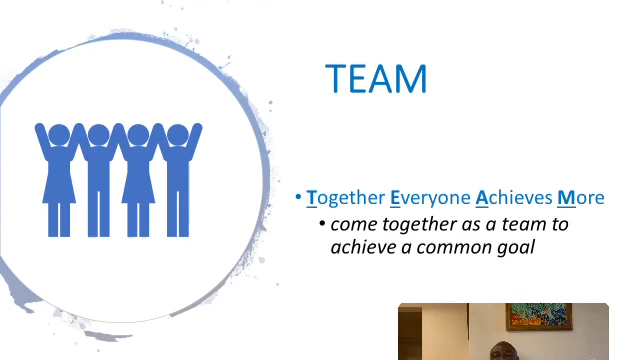 TEAM
• Together Everyone Achieves More
• come together as a team to
achieve a common goal